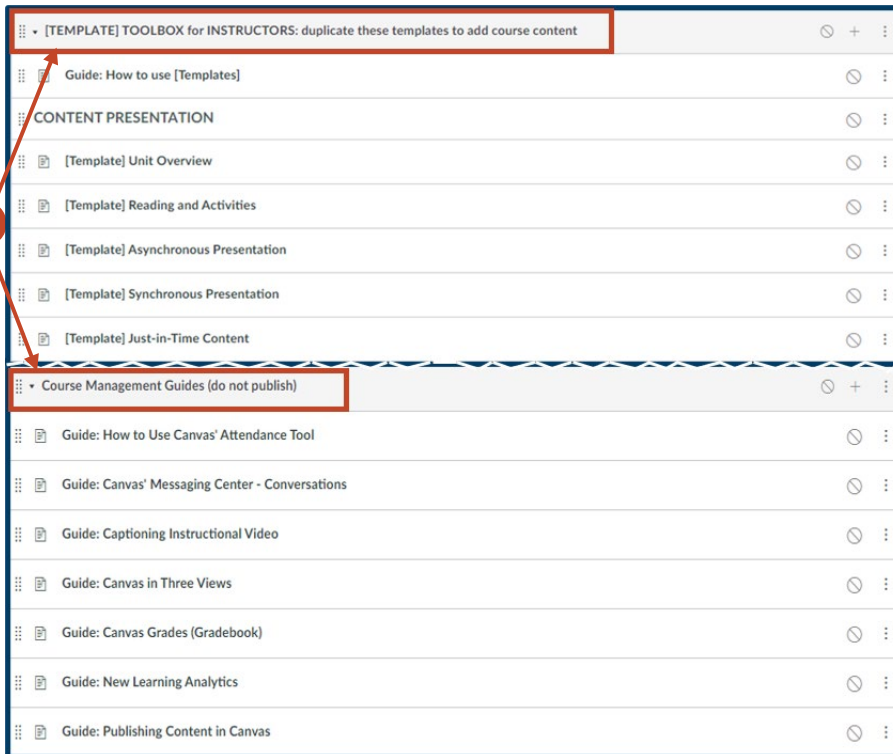 [TEMPLATE] TOOLBOX for INSTRUCTORS: duplicate these templates to add course content
Guide: How to use [Templates]
CONTENT PRESENTATION
[Template] Unit Overview
[Template] Reading and Activities
[Template] Asynchronous Presentation
[Template] Synchronous Presentation
[Template] Just-in-Time Content
Course Management Guides (do not publish)
Guide: How to Use Canvas' Attendance Tool
Guide: Canvas' Messaging Center - Conversations
Guide: Captioning Instructional Video
Guide: Canvas in Three Views
Guide: Canvas Grades (Gradebook)
Guide: New Learning Analytics
Guide: Publishing Content in Canvas